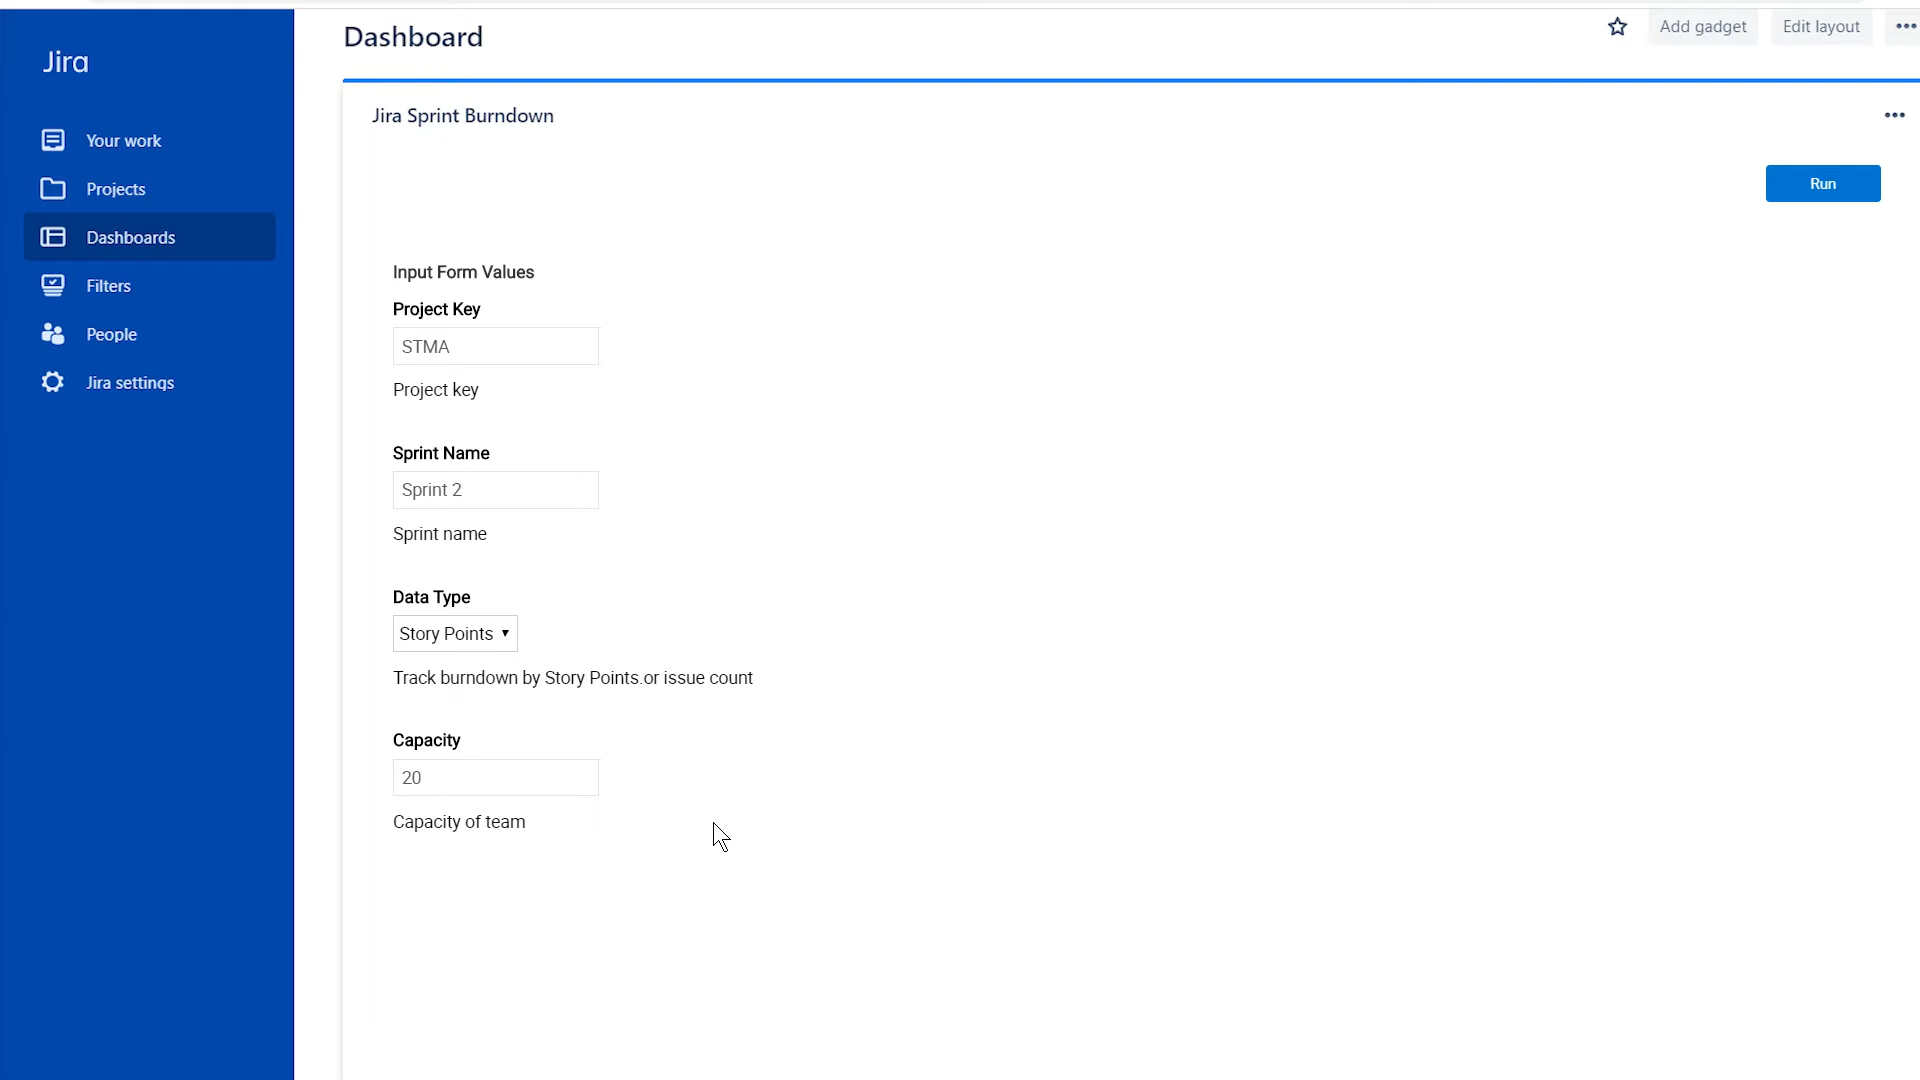 Jira
Your work
Projects
Dashboards
Filters
People
Jira settings
Dashboard
Add gadget
Edit layout
Jira Sprint Burndown
Run
Input Form Values
Project Key
STMA
Project key
Sprint Name
Sprint 2
Sprint name
Data Type
Story Points
Track burndown by Story Points.or issue count
Capacity
20
Capacity of team